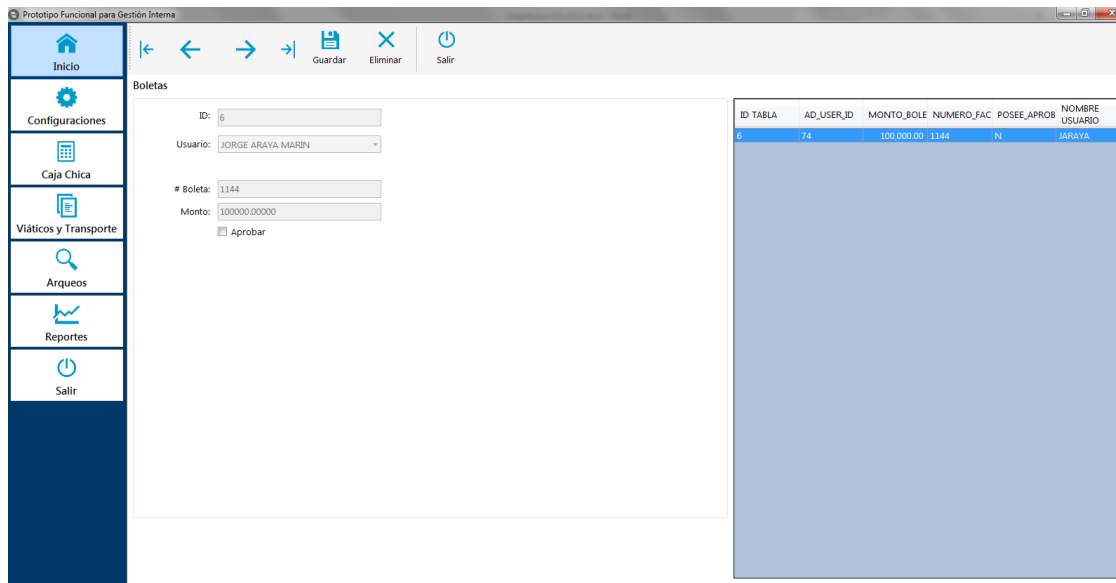 Prototipo Funcional para Gestión Interna
Inicio
Configuraciones
Caja Chica
Viáticos y Transporte
Arqueos
Reportes
Salir
Guardar Eliminar Salir
Boletas
ID: 6
Usuario: JORGE ARAYA MARIN
# Boleta: 1144
Monto: 100000.00000
Aprobar
ID TABLA AD_USER_ID MONTO_BOLE NUMERO_FAC POSEE_APROB NOMBRE USUARIO
6 74 100,000.00 1144 N JARAYA